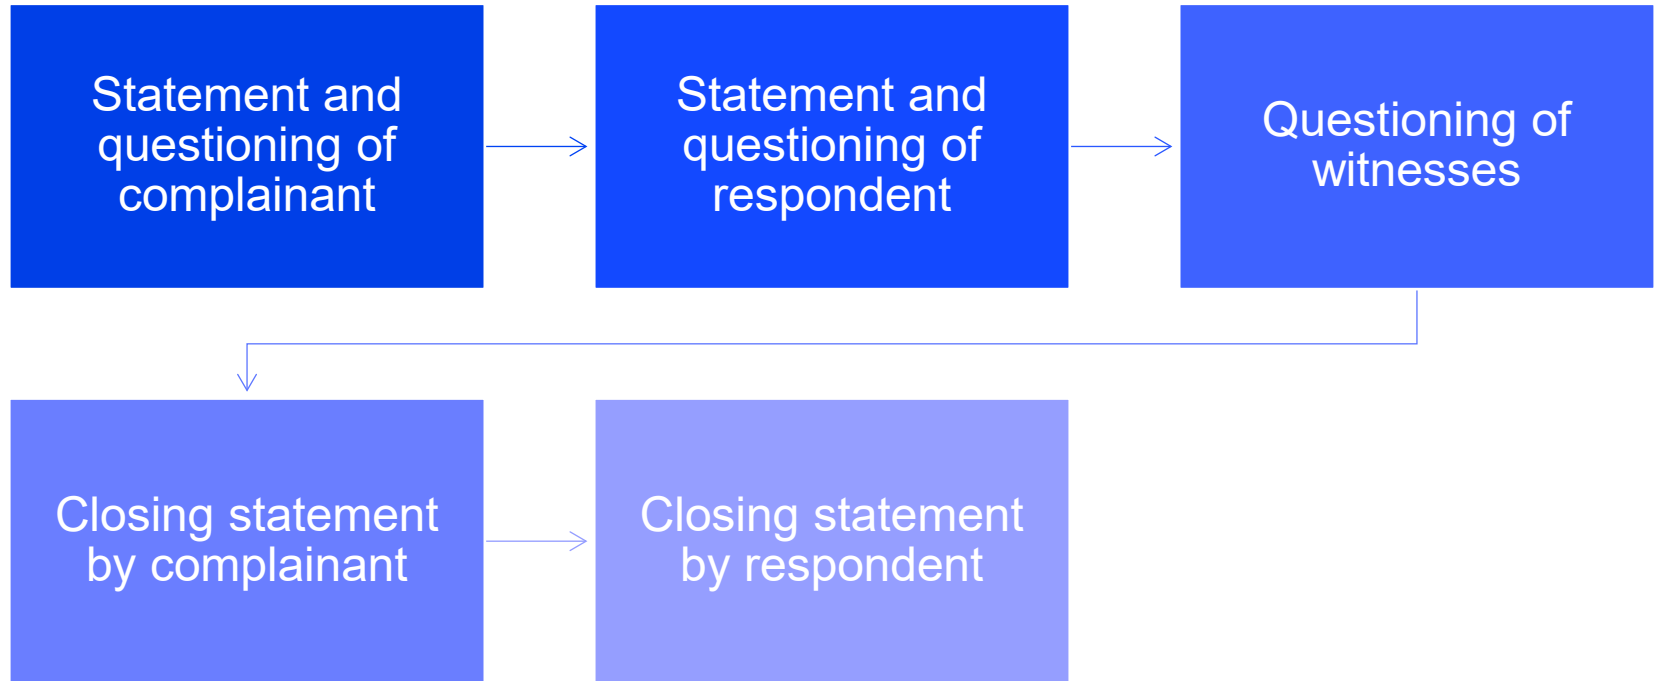 Statement and
questioning of
complainant
Statement and
questioning of
respondent
Questioning of
witnesses
Closing statement
by complainant
Closing statement
by respondent